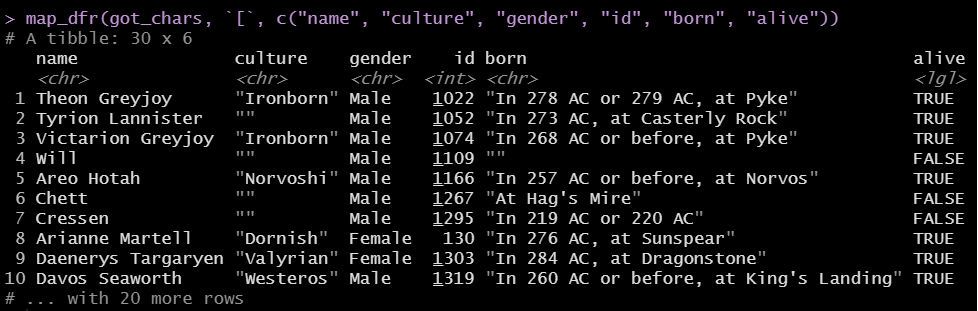 > map_dfr(got_chars, `[`, c("name", "culture", "gender", "id", "born", "alive"))
# A tibble: 30 x 6
   name               culture    gender    id born                                     alive
   <chr>              <chr>      <chr>  <int> <chr>                                    <lgl>
 1 Theon Greyjoy      "Ironborn" Male    1022 "In 278 AC or 279 AC, at Pyke"           TRUE
 2 Tyrion Lannister   ""         Male    1052 "In 273 AC, at Casterly Rock"            TRUE
 3 Victarion Greyjoy  "Ironborn" Male    1074 "In 268 AC or before, at Pyke"           TRUE
 4 Will               ""         Male    1109 ""                                       FALSE
 5 Areo Hotah         "Norvoshi" Male    1166 "In 257 AC or before, at Norvos"         TRUE
 6 Chett              ""         Male    1267 "At Hag's Mire"                          FALSE
 7 Cressen            ""         Male    1295 "In 219 AC or 220 AC"                    FALSE
 8 Arianne Martell    "Dornish"  Female   130 "In 276 AC, at Sunspear"                 TRUE
 9 Daenerys Targaryen "Valyrian" Female  1303 "In 284 AC, at Dragonstone"              TRUE
10 Davos Seaworth     "Westeros" Male    1319 "In 260 AC or before, at King's Landing" TRUE
# ... with 20 more rows